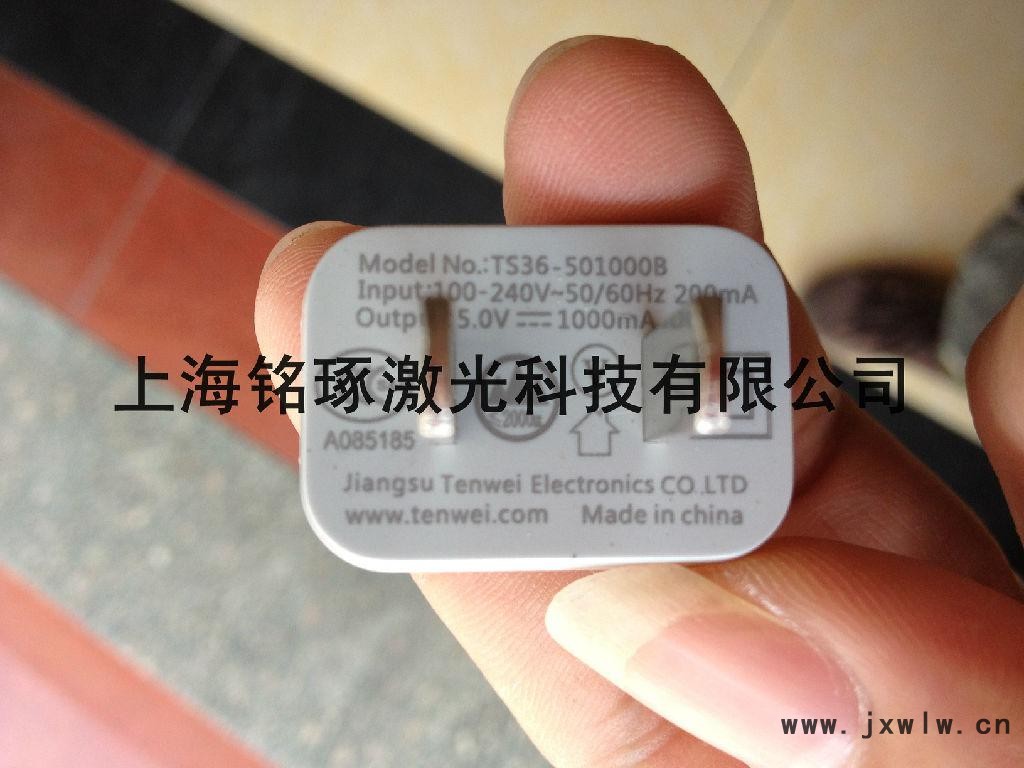 Model No.:TS36-501000B
Input:100-240V~50/60Hz 200mA
Output: 5.0V ⎓ 1000mA
上海铭琢激光科技有限公司
≤2000m
A085185
Jiangsu Tenwei Electronics CO.LTD
www.tenwei.com Made in china
www.jxwlw.cn